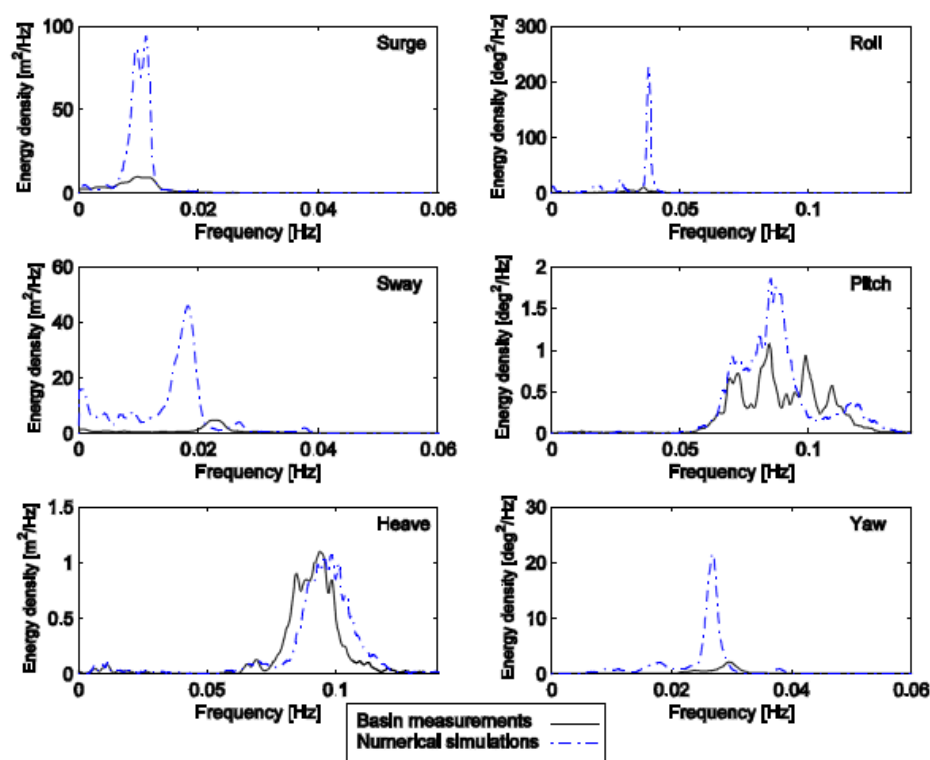 Energy density [m²/Hz]
100
50
0
Surge
0 0.02 0.04 0.06
Frequency [Hz]
Energy density [deg²/Hz]
300
200
100
0
Roll
0 0.05 0.1
Frequency [Hz]
Energy density [m²/Hz]
60
40
20
0
Sway
0 0.02 0.04 0.06
Frequency [Hz]
Energy density [deg²/Hz]
2
1.5
1
0.5
0
Pitch
0 0.05 0.1
Frequency [Hz]
Energy density [m²/Hz]
1.5
1
0.5
0
Heave
0 0.05 0.1
Frequency [Hz]
Energy density [deg²/Hz]
30
20
10
0
Yaw
0 0.02 0.04 0.06
Frequency [Hz]
Basin measurements
Numerical simulations